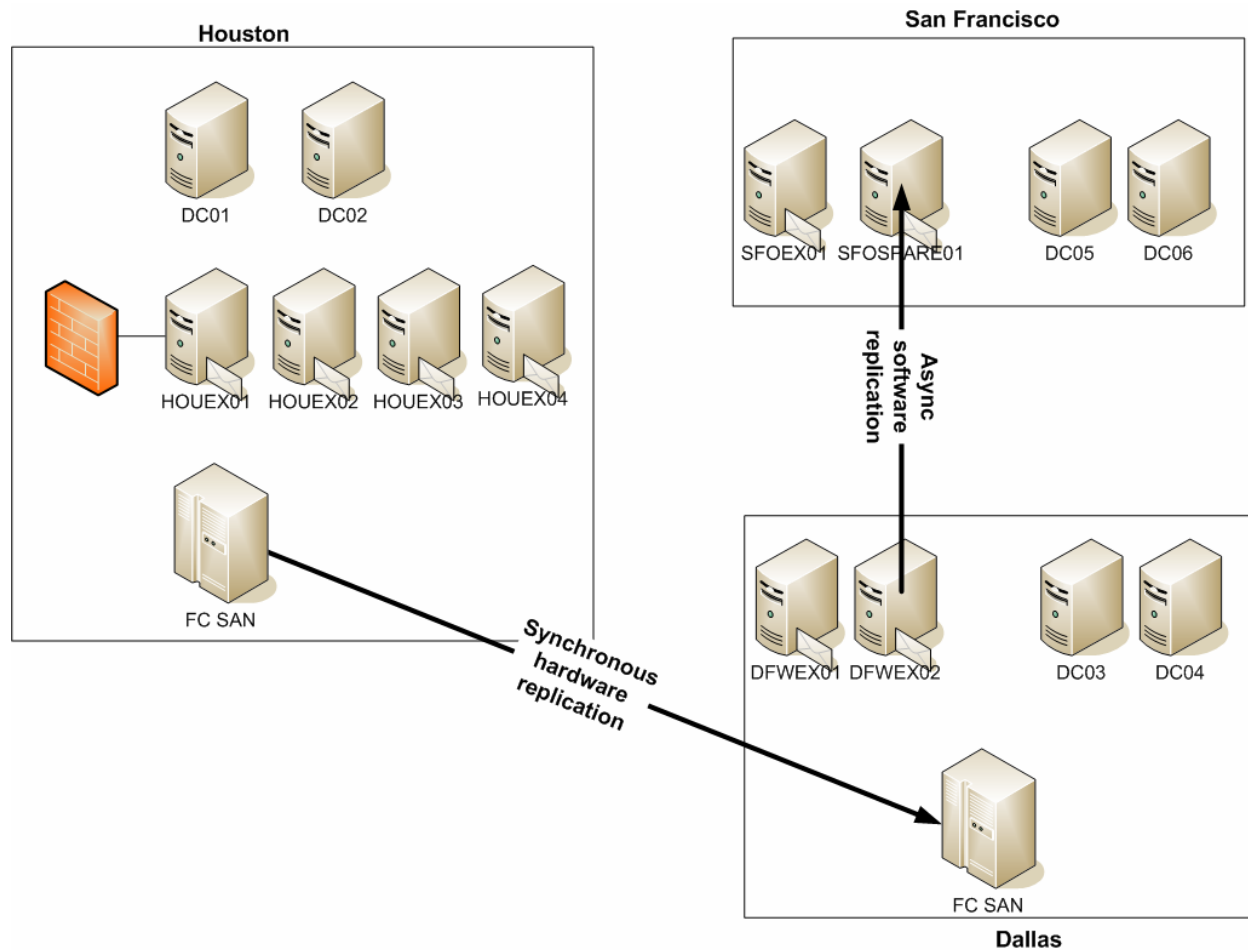 Houston
DC01
DC02
HOUEX01
HOUEX02
HOUEX03
HOUEX04
FC SAN
San Francisco
SFOEX01
SFOSPARE01
DC05
DC06
Async
software
replication
Synchronous
hardware
replication
DFWEX01
DFWEX02
DC03
DC04
FC SAN
Dallas